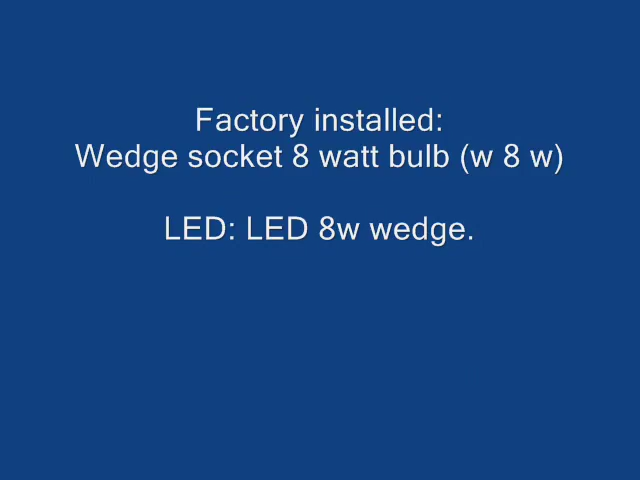 Factory installed:
Wedge socket 8 watt bulb (w 8 w)
LED: LED 8w wedge.